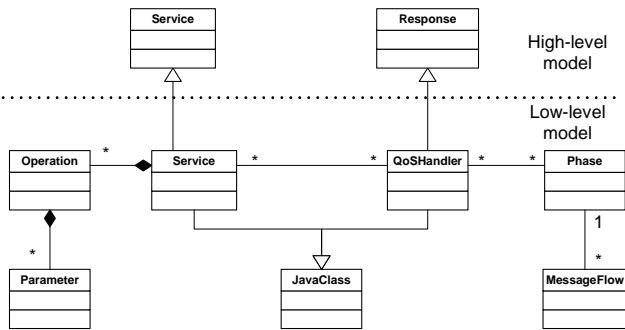 Service
Response
High-level
model
Low-level
model
Operation
*
Service
*
*
QoSHandler
*
*
Phase
1
*
*
Parameter
JavaClass
MessageFlow